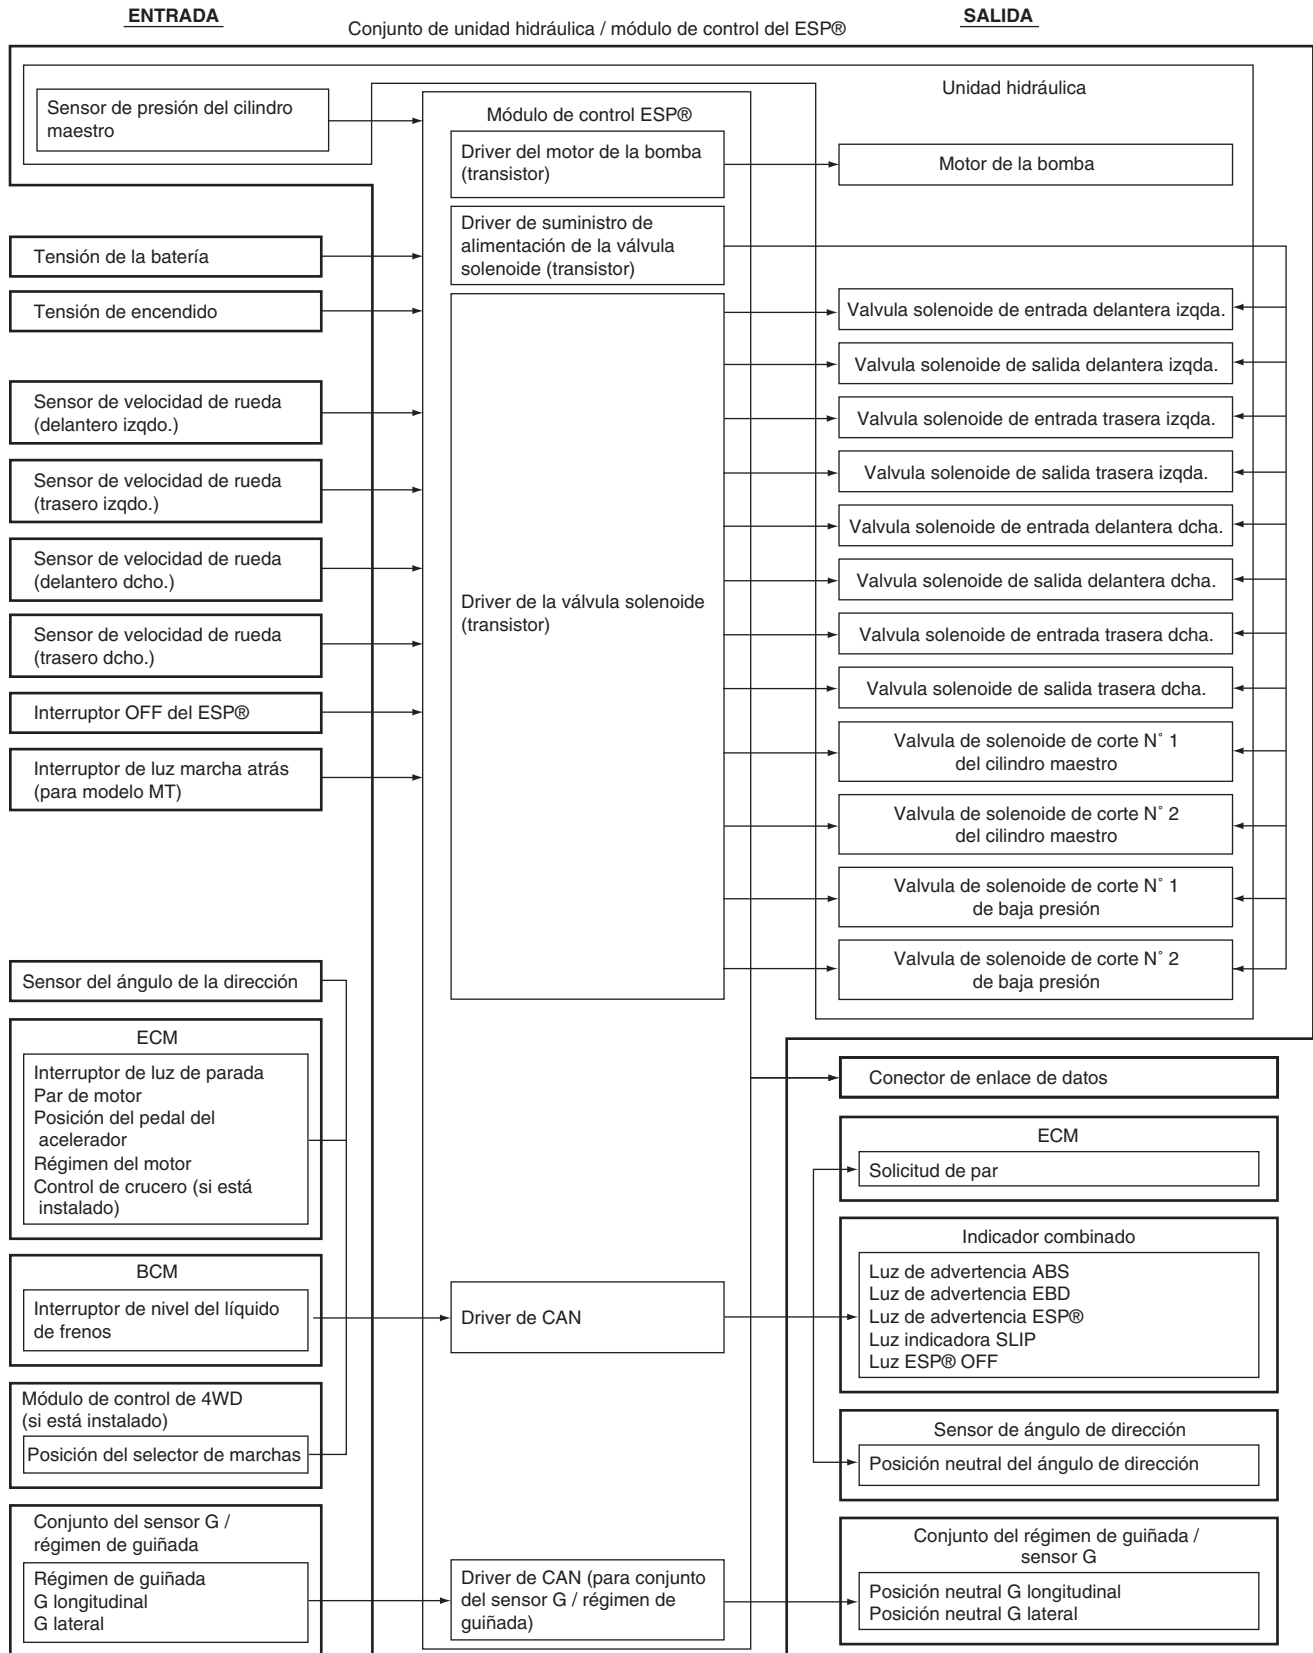 ENTRADA
SALIDA
Conjunto de unidad hidráulica / módulo de control del ESP®
Unidad hidráulica
Sensor de presión del cilindro
maestro
Módulo de control ESP®
Driver del motor de la bomba
(transistor)
Motor de la bomba
Driver de suministro de
alimentación de la válvula
solenoide (transistor)
Tensión de la batería
Tensión de encendido
Sensor de velocidad de rueda
(delantero izqdo.)
Sensor de velocidad de rueda
(trasero izqdo.)
Sensor de velocidad de rueda
(delantero dcho.)
Sensor de velocidad de rueda
(trasero dcho.)
Interruptor OFF del ESP®
Interruptor de luz marcha atrás
(para modelo MT)
Driver de la válvula solenoide
(transistor)
Valvula solenoide de entrada delantera izqda.
Valvula solenoide de salida delantera izqda.
Valvula solenoide de entrada trasera izqda.
Valvula solenoide de salida trasera izqda.
Valvula solenoide de entrada delantera dcha.
Valvula solenoide de salida delantera dcha.
Valvula solenoide de entrada trasera dcha.
Valvula solenoide de salida trasera dcha.
Valvula de solenoide de corte N° 1
del cilindro maestro
Valvula de solenoide de corte N° 2
del cilindro maestro
Valvula de solenoide de corte N° 1
de baja presión
Valvula de solenoide de corte N° 2
de baja presión
Sensor del ángulo de la dirección
ECM
Interruptor de luz de parada
Par de motor
Posición del pedal del
acelerador
Régimen del motor
Control de crucero (si está
instalado)
BCM
Interruptor de nivel del líquido
de frenos
Módulo de control de 4WD
(si está instalado)
Posición del selector de marchas
Conjunto del sensor G /
régimen de guiñada
Régimen de guiñada
G longitudinal
G lateral
Driver de CAN
Driver de CAN (para conjunto
del sensor G / régimen de
guiñada)
Conector de enlace de datos
ECM
Solicitud de par
Indicador combinado
Luz de advertencia ABS
Luz de advertencia EBD
Luz de advertencia ESP®
Luz indicadora SLIP
Luz ESP® OFF
Sensor de ángulo de dirección
Posición neutral del ángulo de dirección
Conjunto del régimen de guiñada /
sensor G
Posición neutral G longitudinal
Posición neutral G lateral